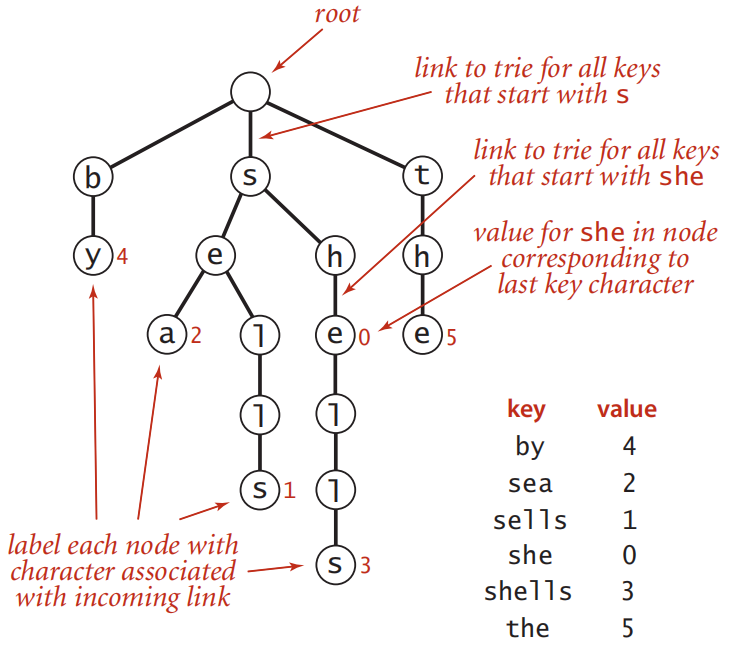 root
link to trie for all keys
that start with s
link to trie for all keys
that start with she
b
s
t
value for she in node
corresponding to
last key character
y 4
e
h
h
a 2
l
e 0
e 5
l
l
key value
by 4
sea 2
s 1
l
sells 1
she 0
label each node with
character associated
with incoming link
s 3
shells 3
the 5